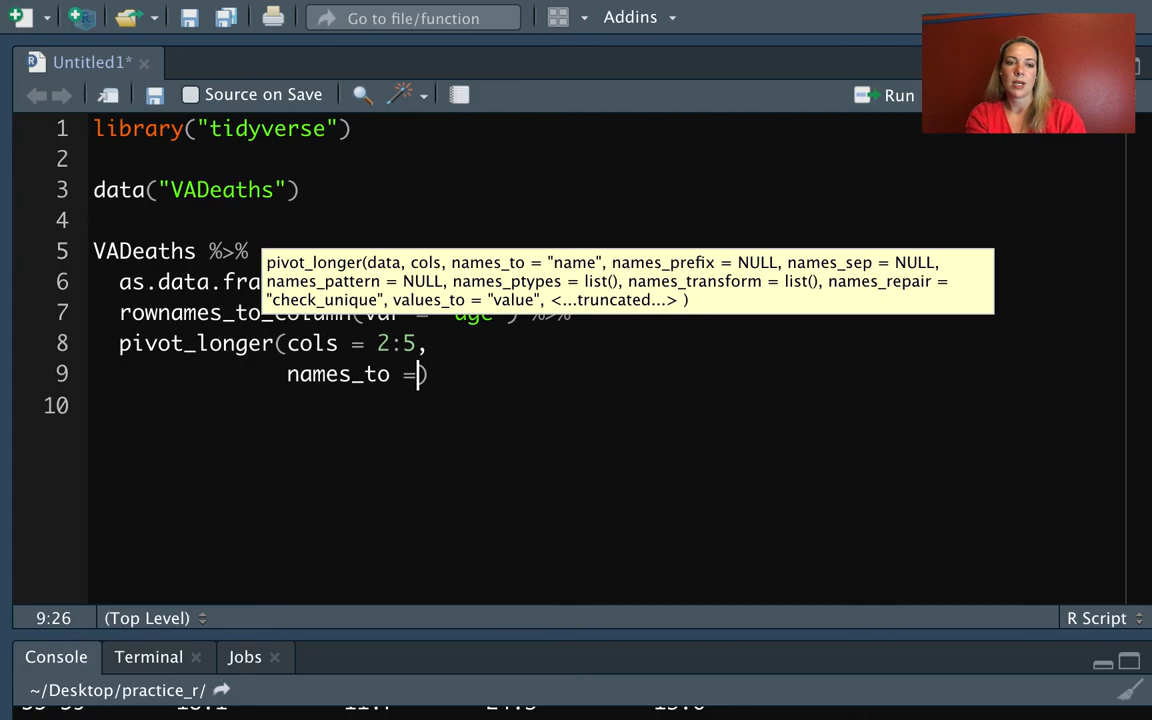 Go to file/function Addins
Untitled1*
Source on Save Run
1 library("tidyverse")
2
3 data("VADeaths")
4
5 VADeaths %>%
pivot_longer(data, cols, names_to = "name", names_prefix = NULL, names_sep = NULL,
names_pattern = NULL, names_ptypes = list(), names_transform = list(), names_repair =
"check_unique", values_to = "value", <...truncated...> )
6 as.data.fra
7 rownames_to_column(var = "age") %>%
8 pivot_longer(cols = 2:5,
9 names_to =)
10
9:26 (Top Level) R Script
Console Terminal Jobs
~/Desktop/practice_r/